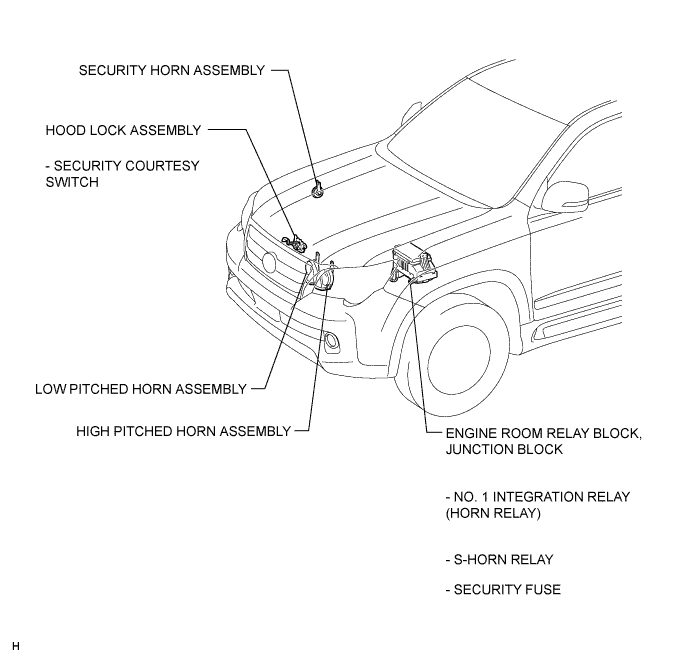 SECURITY HORN ASSEMBLY
HOOD LOCK ASSEMBLY
- SECURITY COURTESY
SWITCH
LOW PITCHED HORN ASSEMBLY
HIGH PITCHED HORN ASSEMBLY
ENGINE ROOM RELAY BLOCK,
JUNCTION BLOCK
- NO. 1 INTEGRATION RELAY
(HORN RELAY)
- S-HORN RELAY
- SECURITY FUSE
H